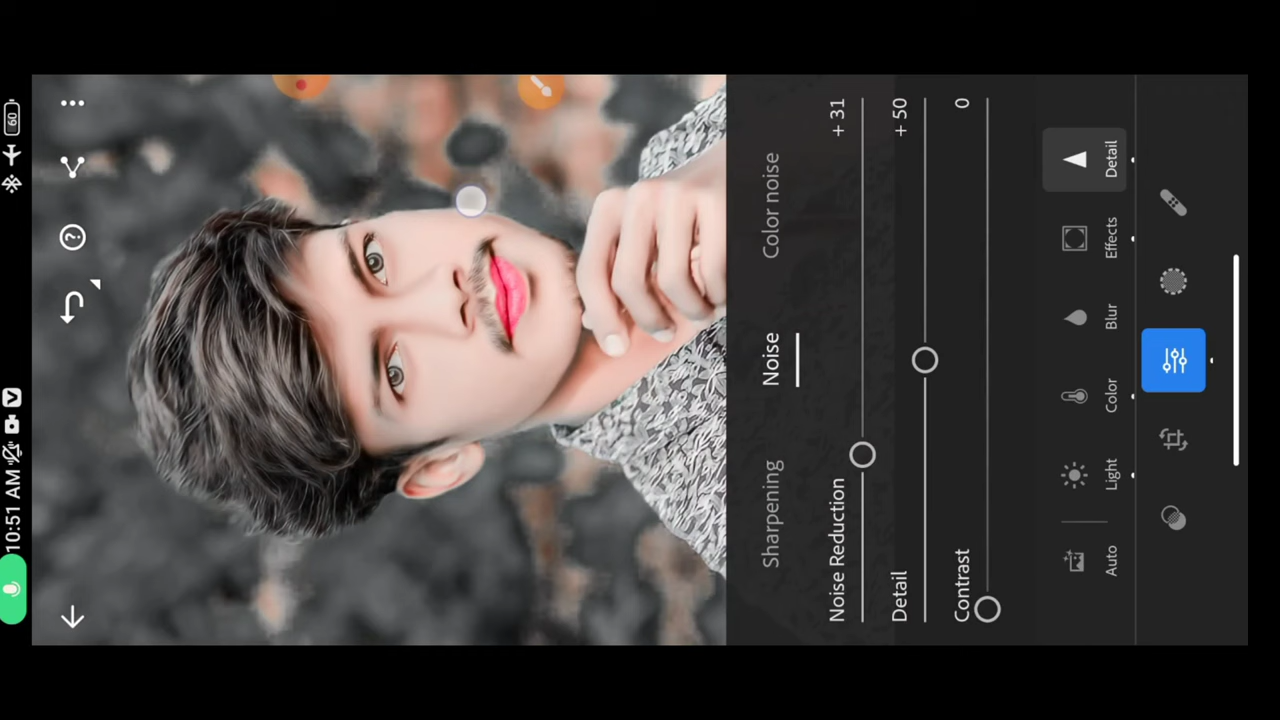 10:51 AM
60
Sharpening
Noise
Color noise
Noise Reduction
+ 31
Detail
+ 50
Contrast
0
Auto
Light
Color
Blur
Effects
Detail